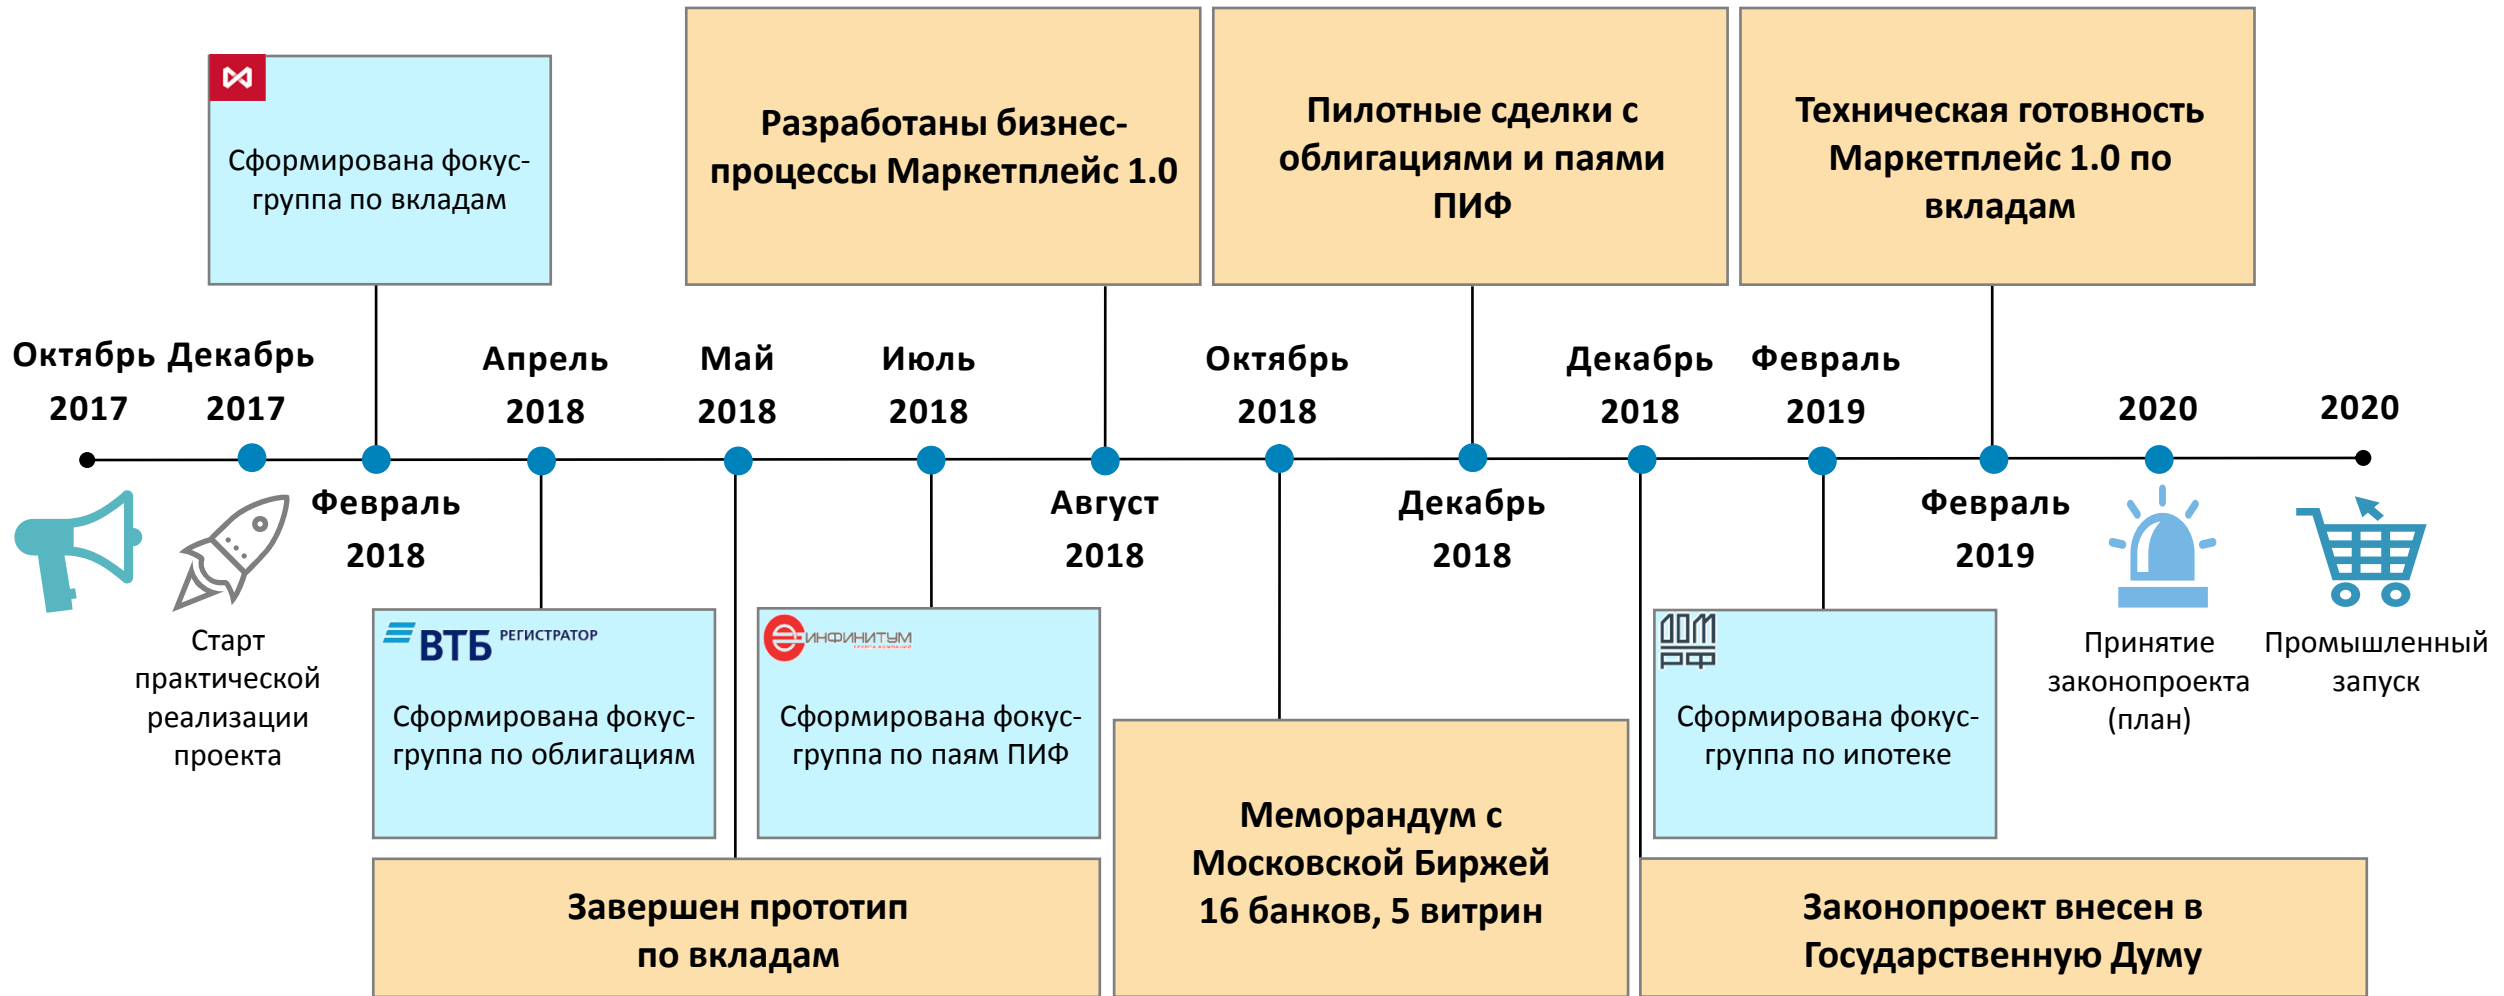 Сформирована фокус-
группа по вкладам
Разработаны бизнес-
процессы Маркетплейс 1.0
Пилотные сделки с
облигациями и паями
ПИФ
Техническая готовность
Маркетплейс 1.0 по
вкладам
Октябрь
2017
Декабрь
2017
Февраль
2018
Апрель
2018
Май
2018
Июль
2018
Август
2018
Октябрь
2018
Декабрь
2018
Декабрь
2018
Февраль
2019
Февраль
2019
2020
2020
Старт
практической
реализации
проекта
ВТБ РЕГИСТРАТОР
Сформирована фокус-
группа по облигациям
ИНФИНИТУМ
Сформирована фокус-
группа по паям ПИФ
ДОМ
РФ
Сформирована фокус-
группа по ипотеке
Принятие
законопроекта
(план)
Промышленный
запуск
Завершен прототип
по вкладам
Меморандум с
Московской Биржей
16 банков, 5 витрин
Законопроект внесен в
Государственную Думу